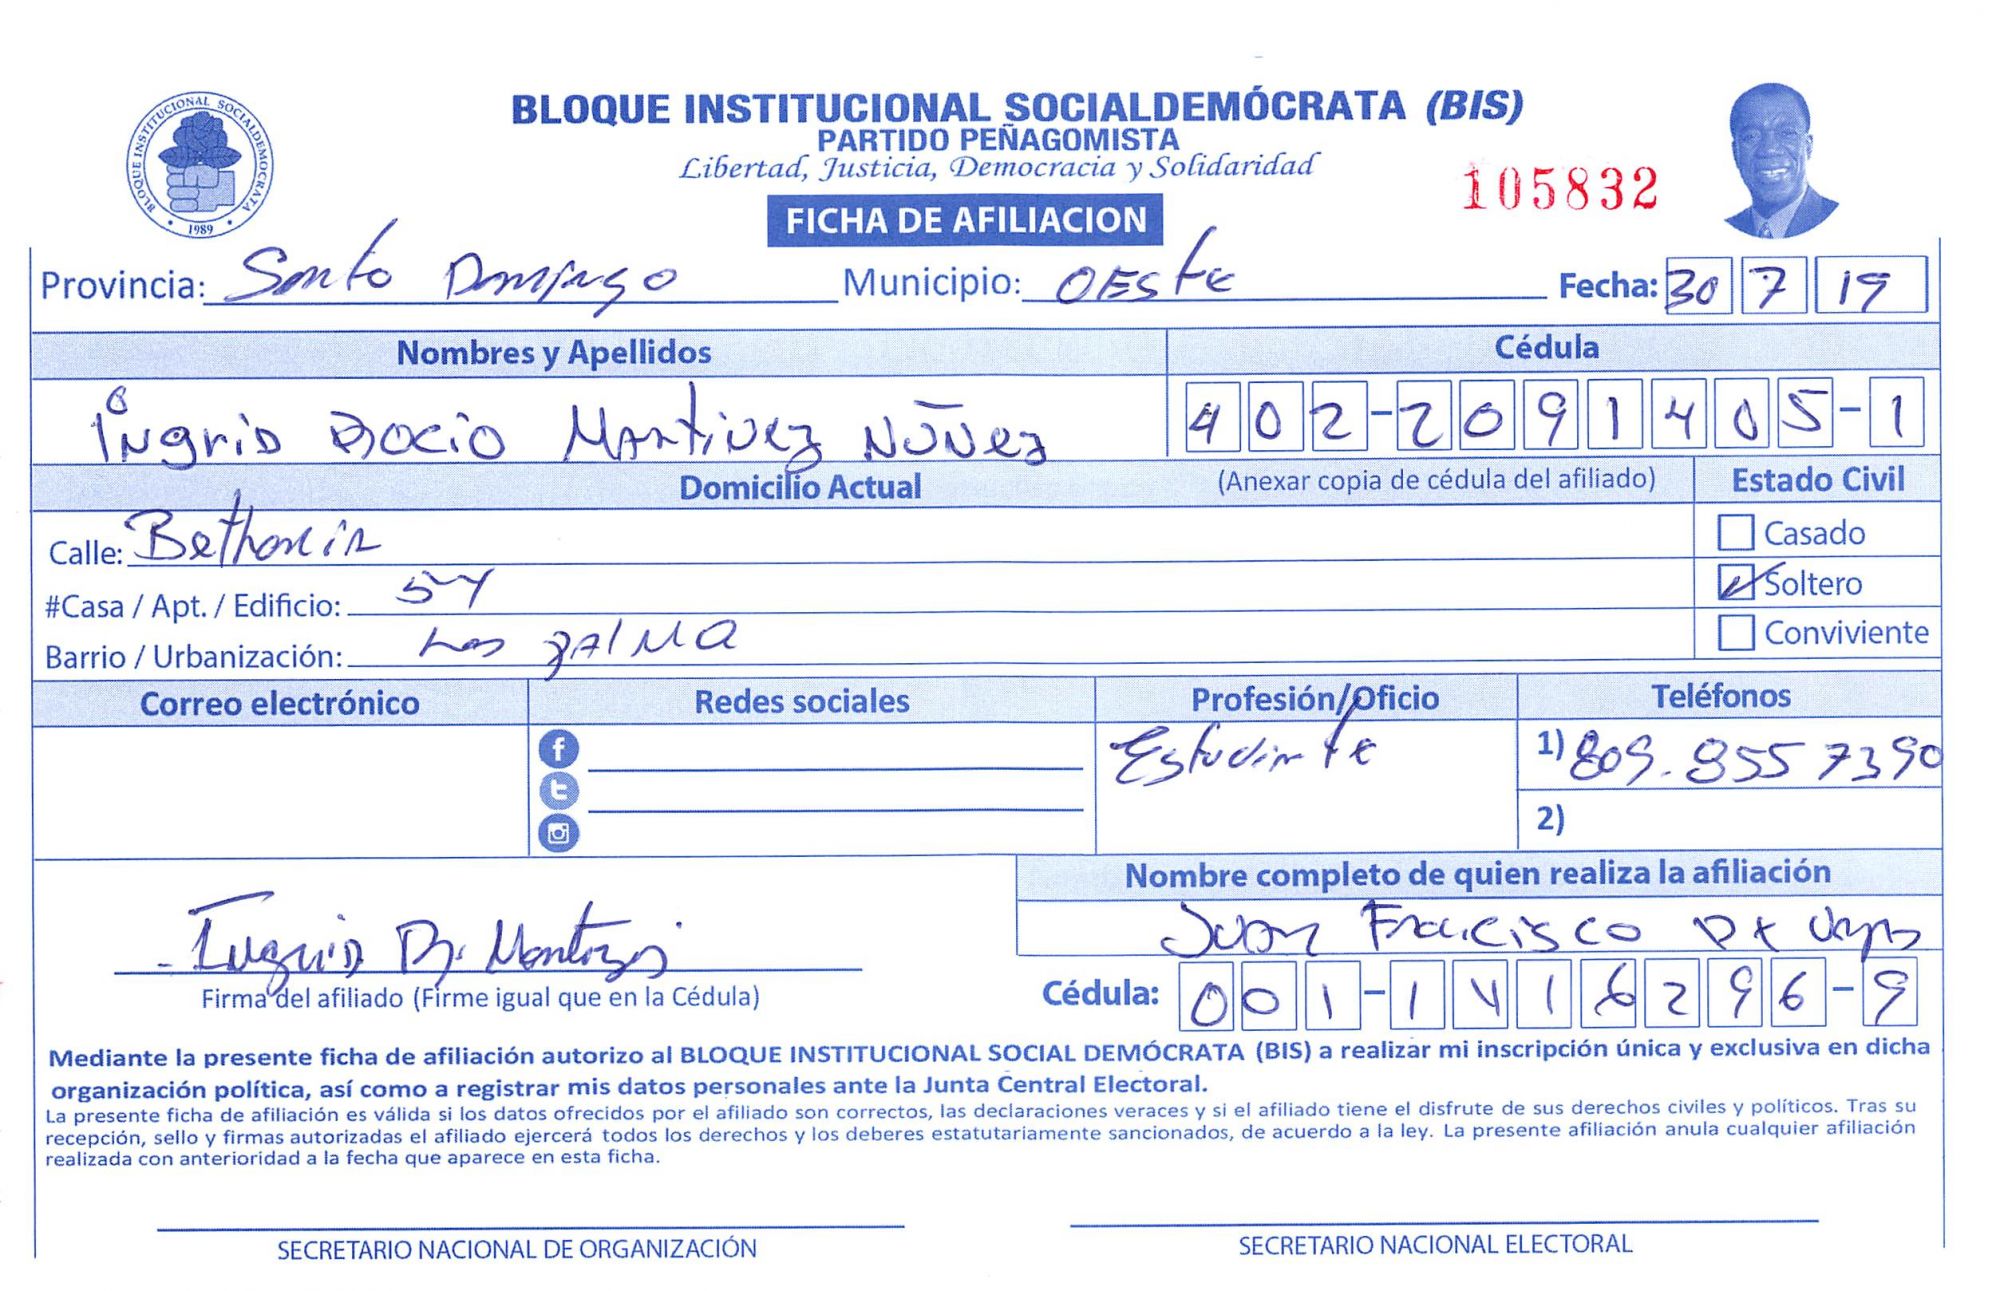 BLOQUE INSTITUCIONAL SOCIALDEMÓCRATA
1989
BLOQUE INSTITUCIONAL SOCIALDEMÓCRATA (BIS)
PARTIDO PEÑAGOMISTA
Libertad, Justicia, Democracia y Solidaridad
105832
FICHA DE AFILIACION
Provincia: Santo Domingo Municipio: OESte Fecha: 30 7 19
Nombres y Apellidos Cédula
Ingrid Rocio Martinez Núñez 402-2091405-1
Domicilio Actual (Anexar copia de cédula del afiliado) Estado Civil
Calle: Bethania Casado
#Casa / Apt. / Edificio: 54 Soltero
Barrio / Urbanización: Las palMa Conviviente
Correo electrónico Redes sociales Profesión/Oficio Teléfonos
Estudiante 1) 809. 855 7390
2)
Nombre completo de quien realiza la afiliación
Juan Francisco
Firma del afiliado (Firme igual que en la Cédula) Cédula: 001-1416296-9
Mediante la presente ficha de afiliación autorizo al BLOQUE INSTITUCIONAL SOCIAL DEMÓCRATA (BIS) a realizar mi inscripción única y exclusiva en dicha
organización política, así como a registrar mis datos personales ante la Junta Central Electoral.
La presente ficha de afiliación es válida si los datos ofrecidos por el afiliado son correctos, las declaraciones veraces y si el afiliado tiene el disfrute de sus derechos civiles y políticos. Tras su
recepción, sello y firmas autorizadas el afiliado ejercerá todos los derechos y los deberes estatutariamente sancionados, de acuerdo a la ley. La presente afiliación anula cualquier afiliación
realizada con anterioridad a la fecha que aparece en esta ficha.
SECRETARIO NACIONAL DE ORGANIZACIÓN SECRETARIO NACIONAL ELECTORAL